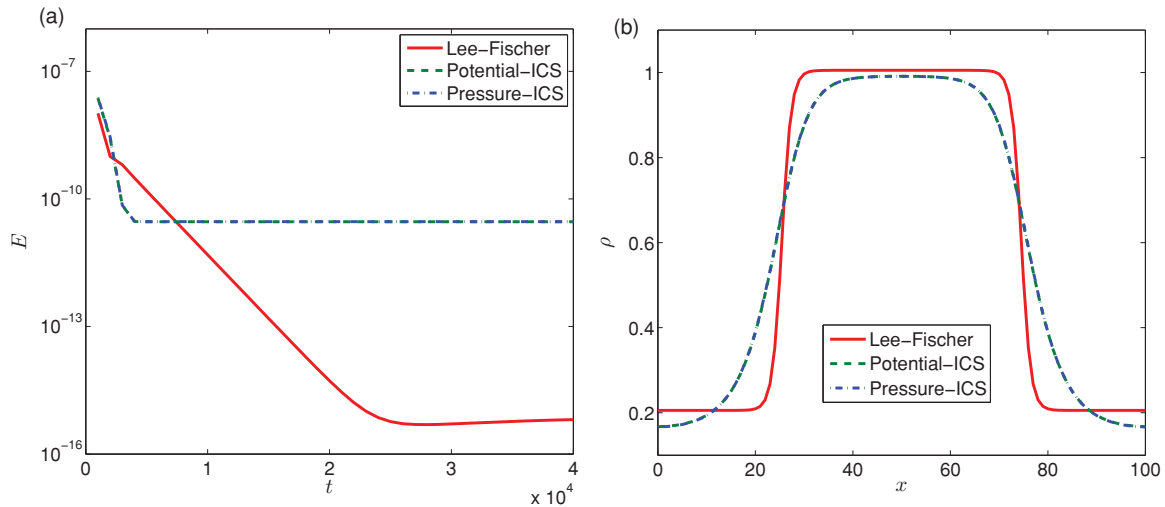 (a)
10^-7
10^-10
10^-13
10^-16
E
0
1
2
3
4
x 10^4
t
Lee−Fischer
Potential−ICS
Pressure−ICS
(b)
1
0.8
0.6
0.4
0.2
ρ
0
20
40
60
80
100
x
Lee−Fischer
Potential−ICS
Pressure−ICS